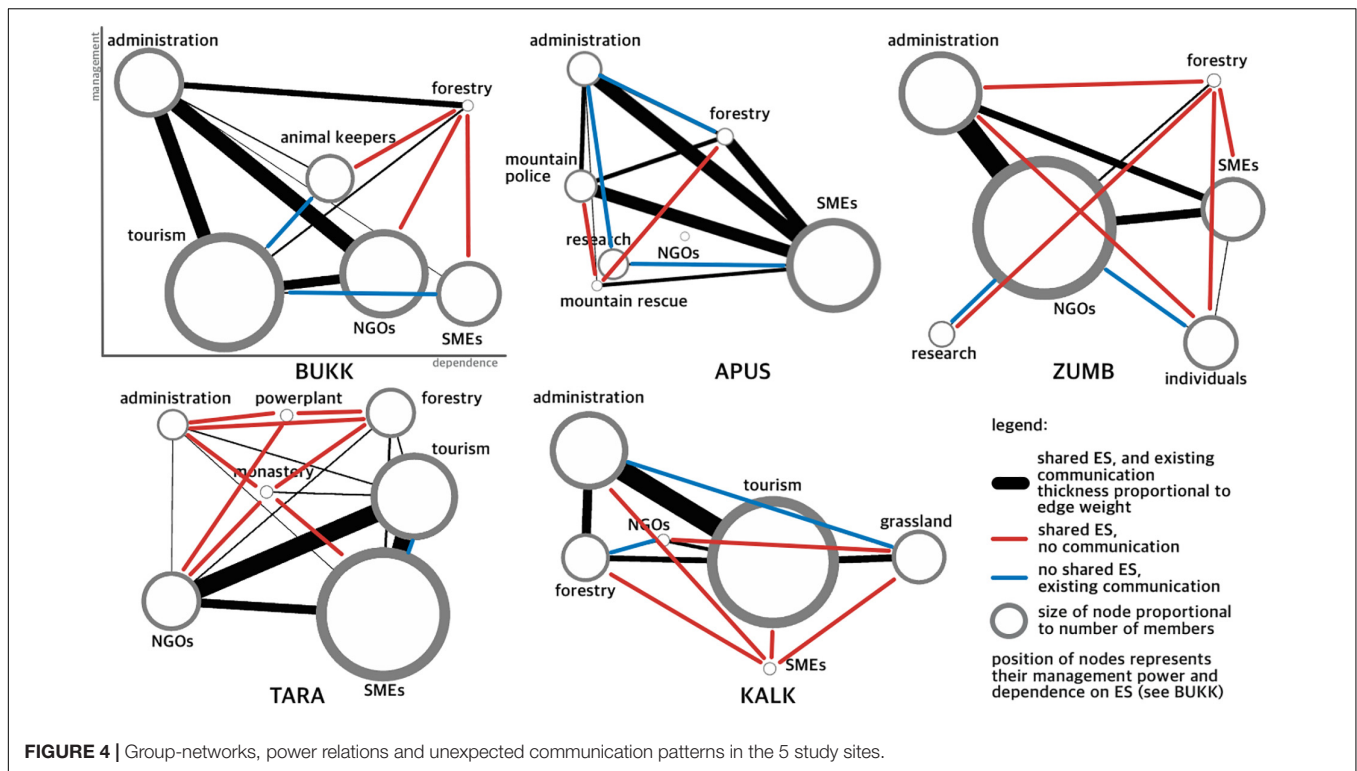 management
administration
forestry
animal keepers
tourism
NGOs
SMEs
dependence
BUKK
administration
forestry
mountain
police
SMEs
research
NGOs
mountain rescue
APUS
administration
forestry
SMEs
NGOs
research
individuals
ZUMB
administration
powerplant
forestry
tourism
monastery
NGOs
SMEs
TARA
administration
tourism
NGOs
grassland
forestry
SMEs
KALK
legend:
shared ES, and existing
communication
thickness proportional to
edge weight
shared ES,
no communication
no shared ES,
existing communication
size of node proportional
to number of members
position of nodes represents
their management power and
dependence on ES (see BUKK)
FIGURE 4 | Group-networks, power relations and unexpected communication patterns in the 5 study sites.